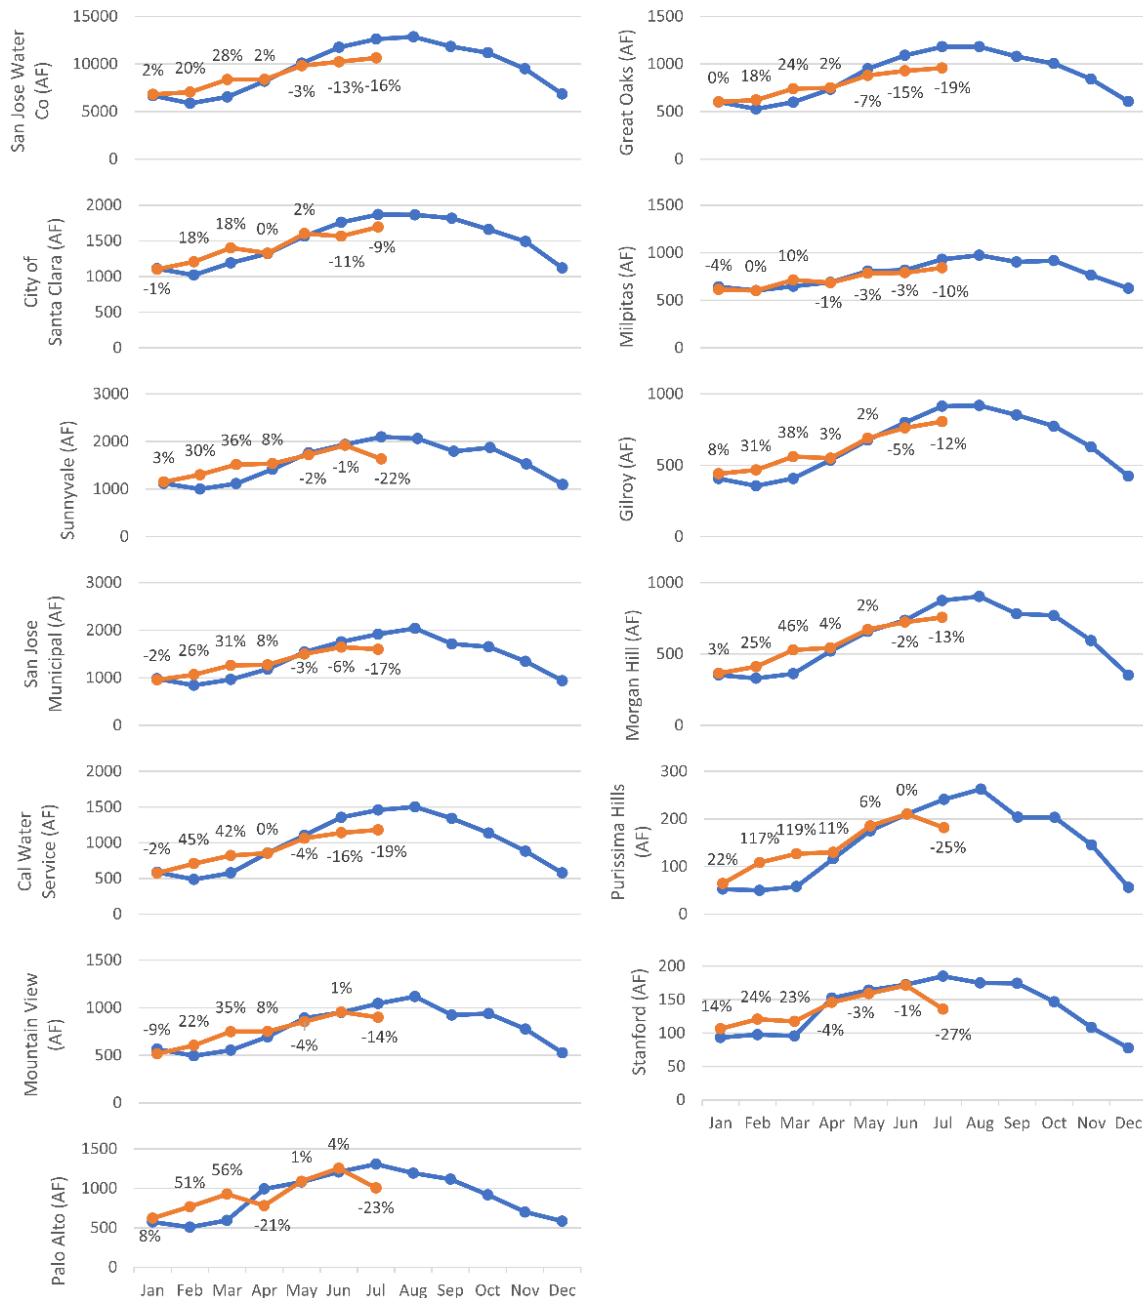 San Jose Water
Co (AF)
15000
10000
5000
0
2% 20% 28% 2% -3% -13% -16%
Great Oaks (AF)
1500
1000
500
0
0% 18% 24% 2% -7% -15% -19%
City of
Santa Clara (AF)
2000
1500
1000
500
0
-1% 18% 18% 0% 2% -11% -9%
Milpitas (AF)
1500
1000
500
0
-4% 0% 10% -1% -3% -3% -10%
Sunnyvale (AF)
3000
2000
1000
0
3% 30% 36% 8% -2% -1% -22%
Gilroy (AF)
1000
500
0
8% 31% 38% 3% 2% -5% -12%
San Jose
Municipal (AF)
3000
2000
1000
0
-2% 26% 31% 8% -3% -6% -17%
Morgan Hill (AF)
1000
500
0
3% 25% 46% 4% 2% -2% -13%
Cal Water
Service (AF)
2000
1500
1000
500
0
-2% 45% 42% 0% -4% -16% -19%
Purissima Hills
(AF)
300
200
100
0
22% 117% 119% 11% 6% 0% -25%
Mountain View
(AF)
1500
1000
500
0
-9% 22% 35% 8% -4% 1% -14%
Stanford (AF)
200
150
100
50
0
14% 24% 23% -4% -3% -1% -27%
Jan Feb Mar Apr May Jun Jul Aug Sep Oct Nov Dec
Palo Alto (AF)
1500
1000
500
0
8% 51% 56% -21% 1% 4% -23%
Jan Feb Mar Apr May Jun Jul Aug Sep Oct Nov Dec